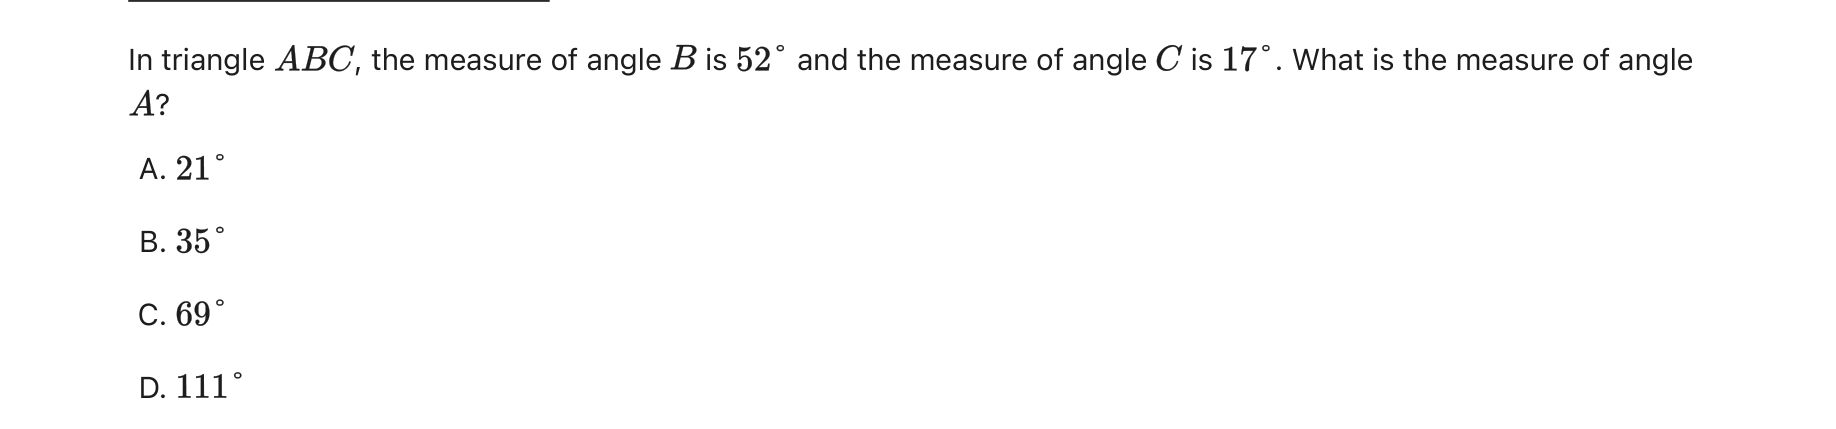 In triangle ABC, the measure of angle B is 52° and the measure of angle C is 17°. What is the measure of angle
A?
A. 21°
B. 35°
C. 69°
D. 111°